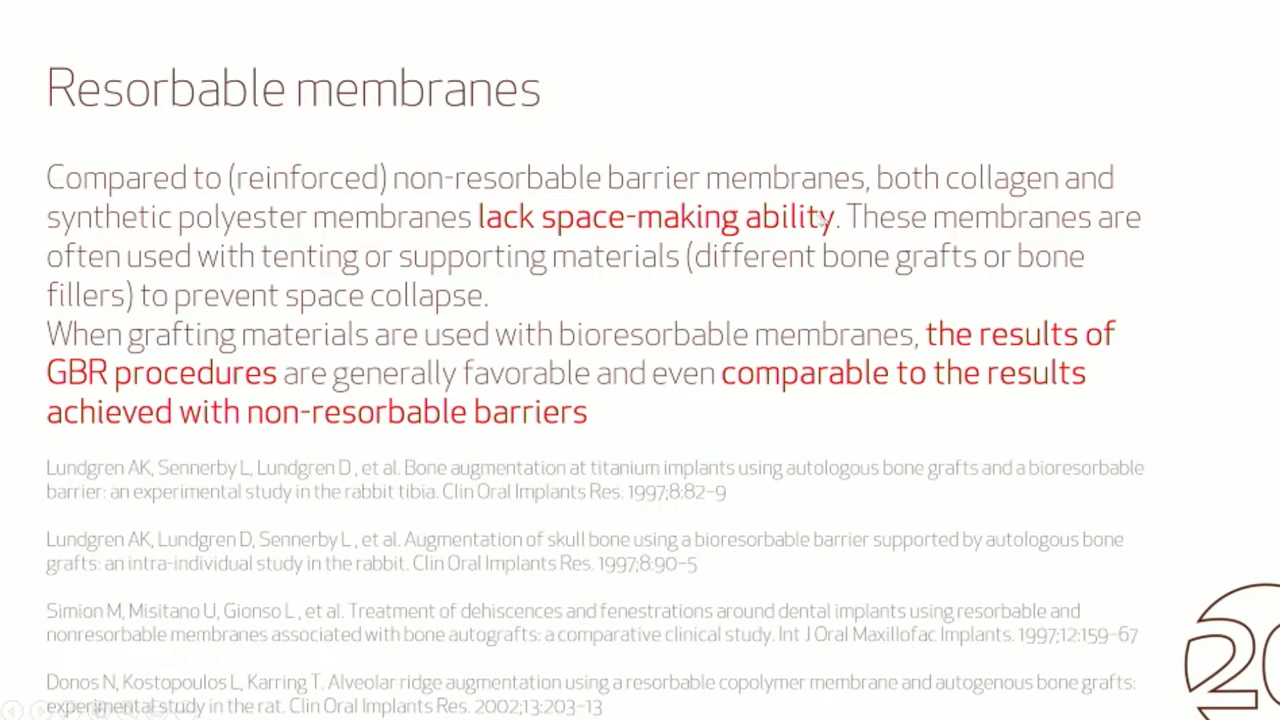 Resorbable membranes
Compared to (reinforced) non-resorbable barrier membranes, both collagen and
synthetic polyester membranes lack space-making ability. These membranes are
often used with tenting or supporting materials (different bone grafts or bone
fillers) to prevent space collapse.
When grafting materials are used with bioresorbable membranes, the results of
GBR procedures are generally favorable and even comparable to the results
achieved with non-resorbable barriers
Lundgren AK, Sennerby L, Lundgren D , et al. Bone augmentation at titanium implants using autologous bone grafts and a bioresorbable
barrier: an experimental study in the rabbit tibia. Clin Oral Implants Res. 1997;8:82–9
Lundgren AK, Lundgren D, Sennerby L , et al. Augmentation of skull bone using a bioresorbable barrier supported by autologous bone
grafts: an intra-individual study in the rabbit. Clin Oral Implants Res. 1997;8:90–5
Simion M, Misitano U, Gionso L , et al. Treatment of dehiscences and fenestrations around dental implants using resorbable and
nonresorbable membranes associated with bone autografts: a comparative clinical study. Int J Oral Maxillofac Implants. 1997;12:159–67
Donos N, Kostopoulos L, Karring T. Alveolar ridge augmentation using a resorbable copolymer membrane and autogenous bone grafts:
experimental study in the rat. Clin Oral Implants Res. 2002;13:203–13
20